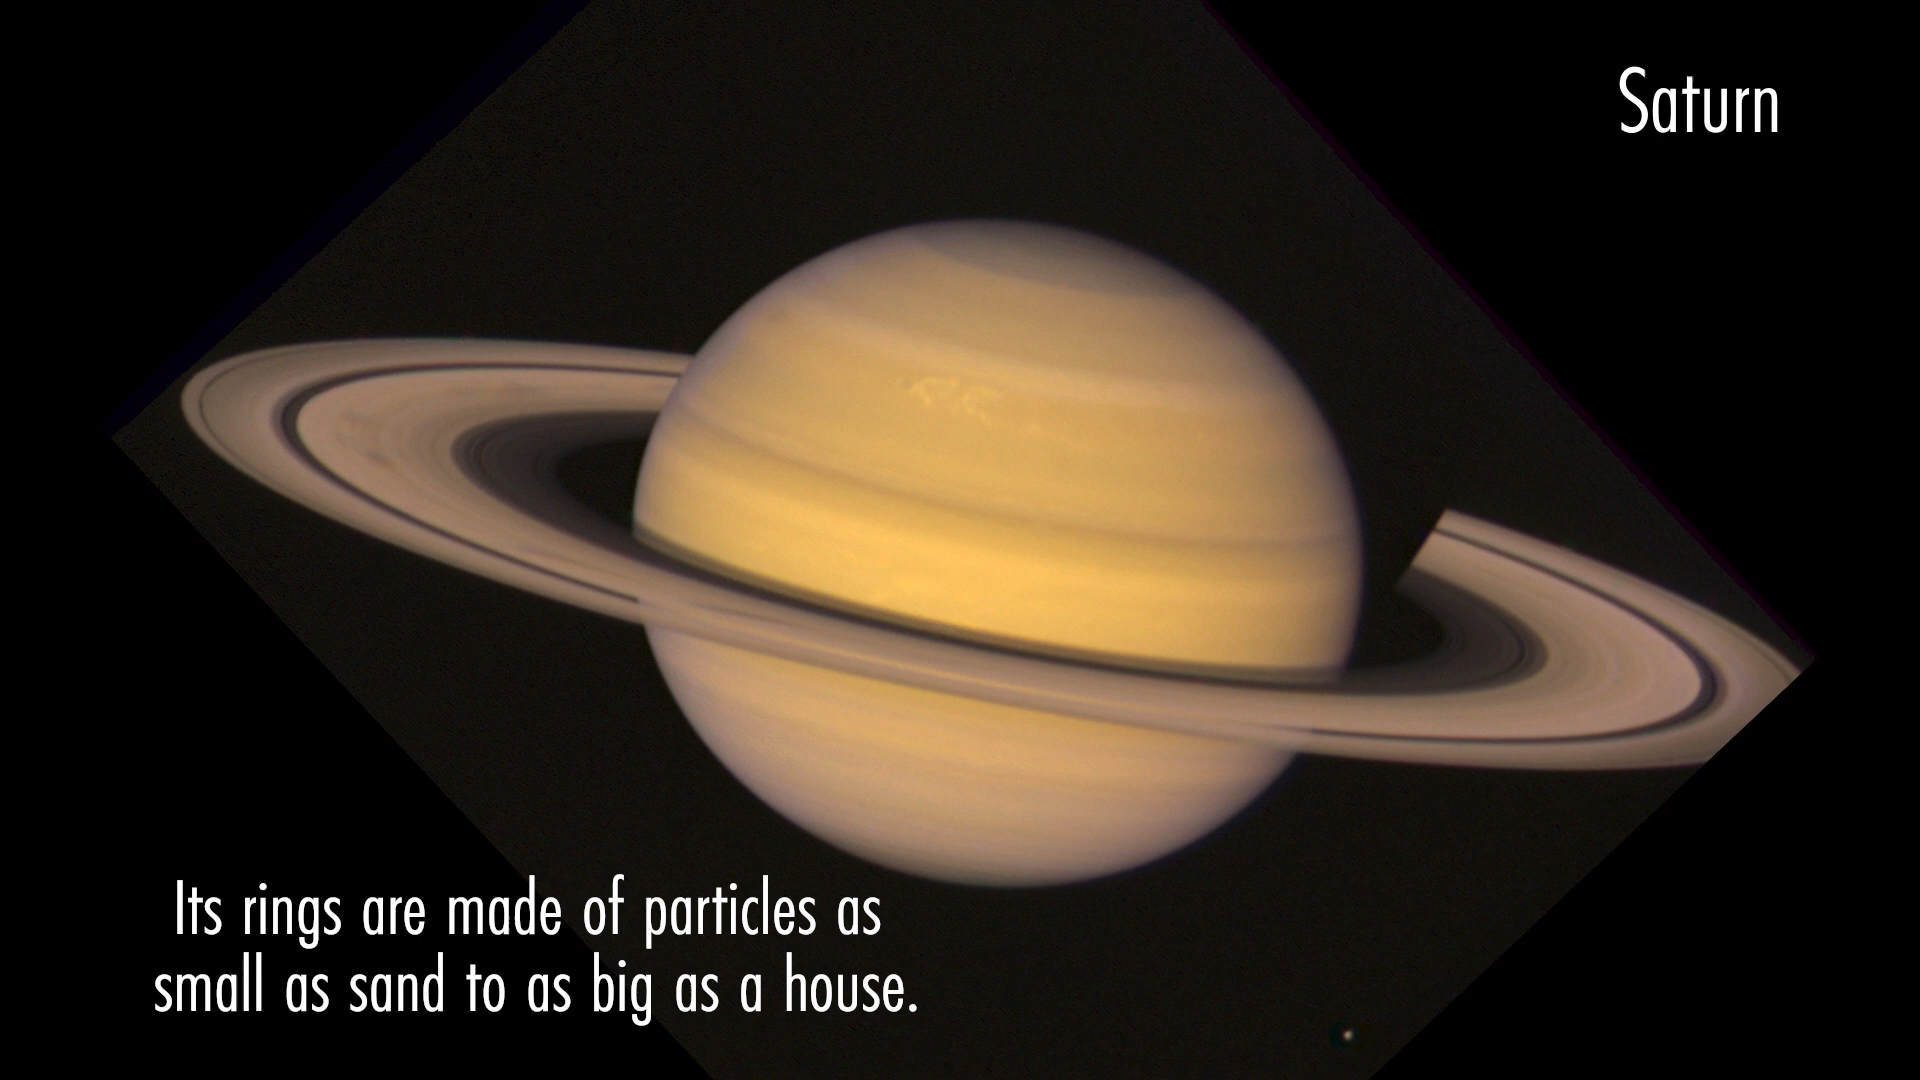 Saturn
Its rings are made of particles as
small as sand to as big as a house.